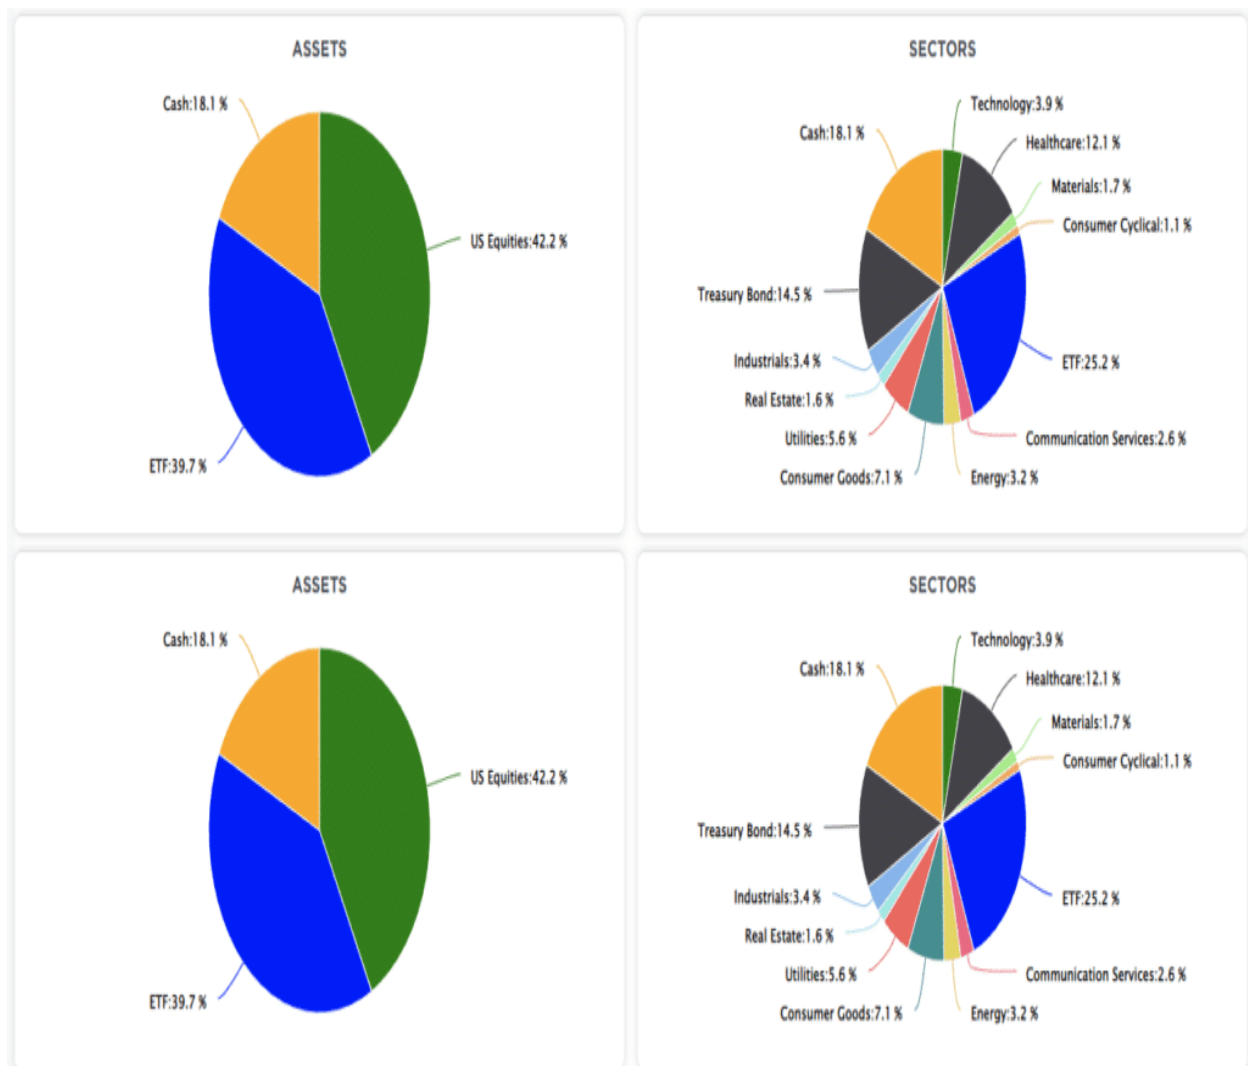 ASSETS
Cash:18.1 %
US Equities:42.2 %
ETF:39.7 %
SECTORS
Technology:3.9 %
Cash:18.1 %
Healthcare:12.1 %
Materials:1.7 %
Consumer Cyclical:1.1 %
Treasury Bond:14.5 %
Industrials:3.4 %
ETF:25.2 %
Real Estate:1.6 %
Utilities:5.6 %
Communication Services:2.6 %
Consumer Goods:7.1 %
Energy:3.2 %
ASSETS
Cash:18.1 %
US Equities:42.2 %
ETF:39.7 %
SECTORS
Technology:3.9 %
Cash:18.1 %
Healthcare:12.1 %
Materials:1.7 %
Consumer Cyclical:1.1 %
Treasury Bond:14.5 %
Industrials:3.4 %
ETF:25.2 %
Real Estate:1.6 %
Utilities:5.6 %
Communication Services:2.6 %
Consumer Goods:7.1 %
Energy:3.2 %